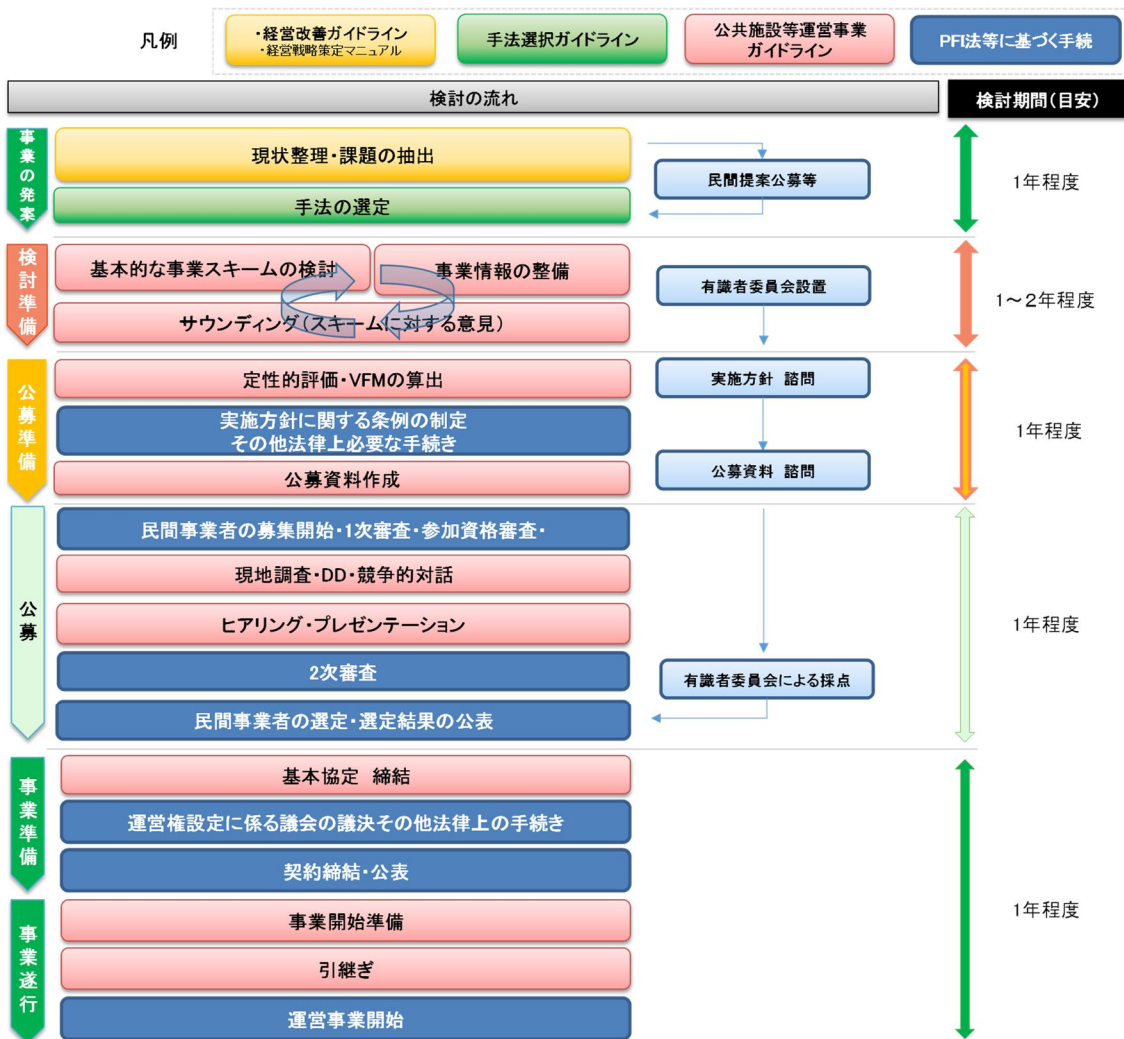 凡例
・経営改善ガイドライン
・経営戦略策定マニュアル
手法選択ガイドライン
公共施設等運営事業
ガイドライン
PFI法等に基づく手続
検討の流れ
検討期間(目安)
事業の発案
現状整理・課題の抽出
手法の選定
民間提案公募等
1年程度
検討準備
基本的な事業スキームの検討
事業情報の整備
サウンディング(スキームに対する意見)
有識者委員会設置
1～2年程度
公募準備
定性的評価・VFMの算出
実施方針に関する条例の制定
その他法律上必要な手続き
公募資料作成
実施方針 諮問
公募資料 諮問
1年程度
公募
民間事業者の募集開始・1次審査・参加資格審査・
現地調査・DD・競争的対話
ヒアリング・プレゼンテーション
2次審査
民間事業者の選定・選定結果の公表
有識者委員会による採点
1年程度
事業準備
基本協定 締結
運営権設定に係る議会の議決その他法律上の手続き
契約締結・公表
事業遂行
事業開始準備
引継ぎ
運営事業開始
1年程度